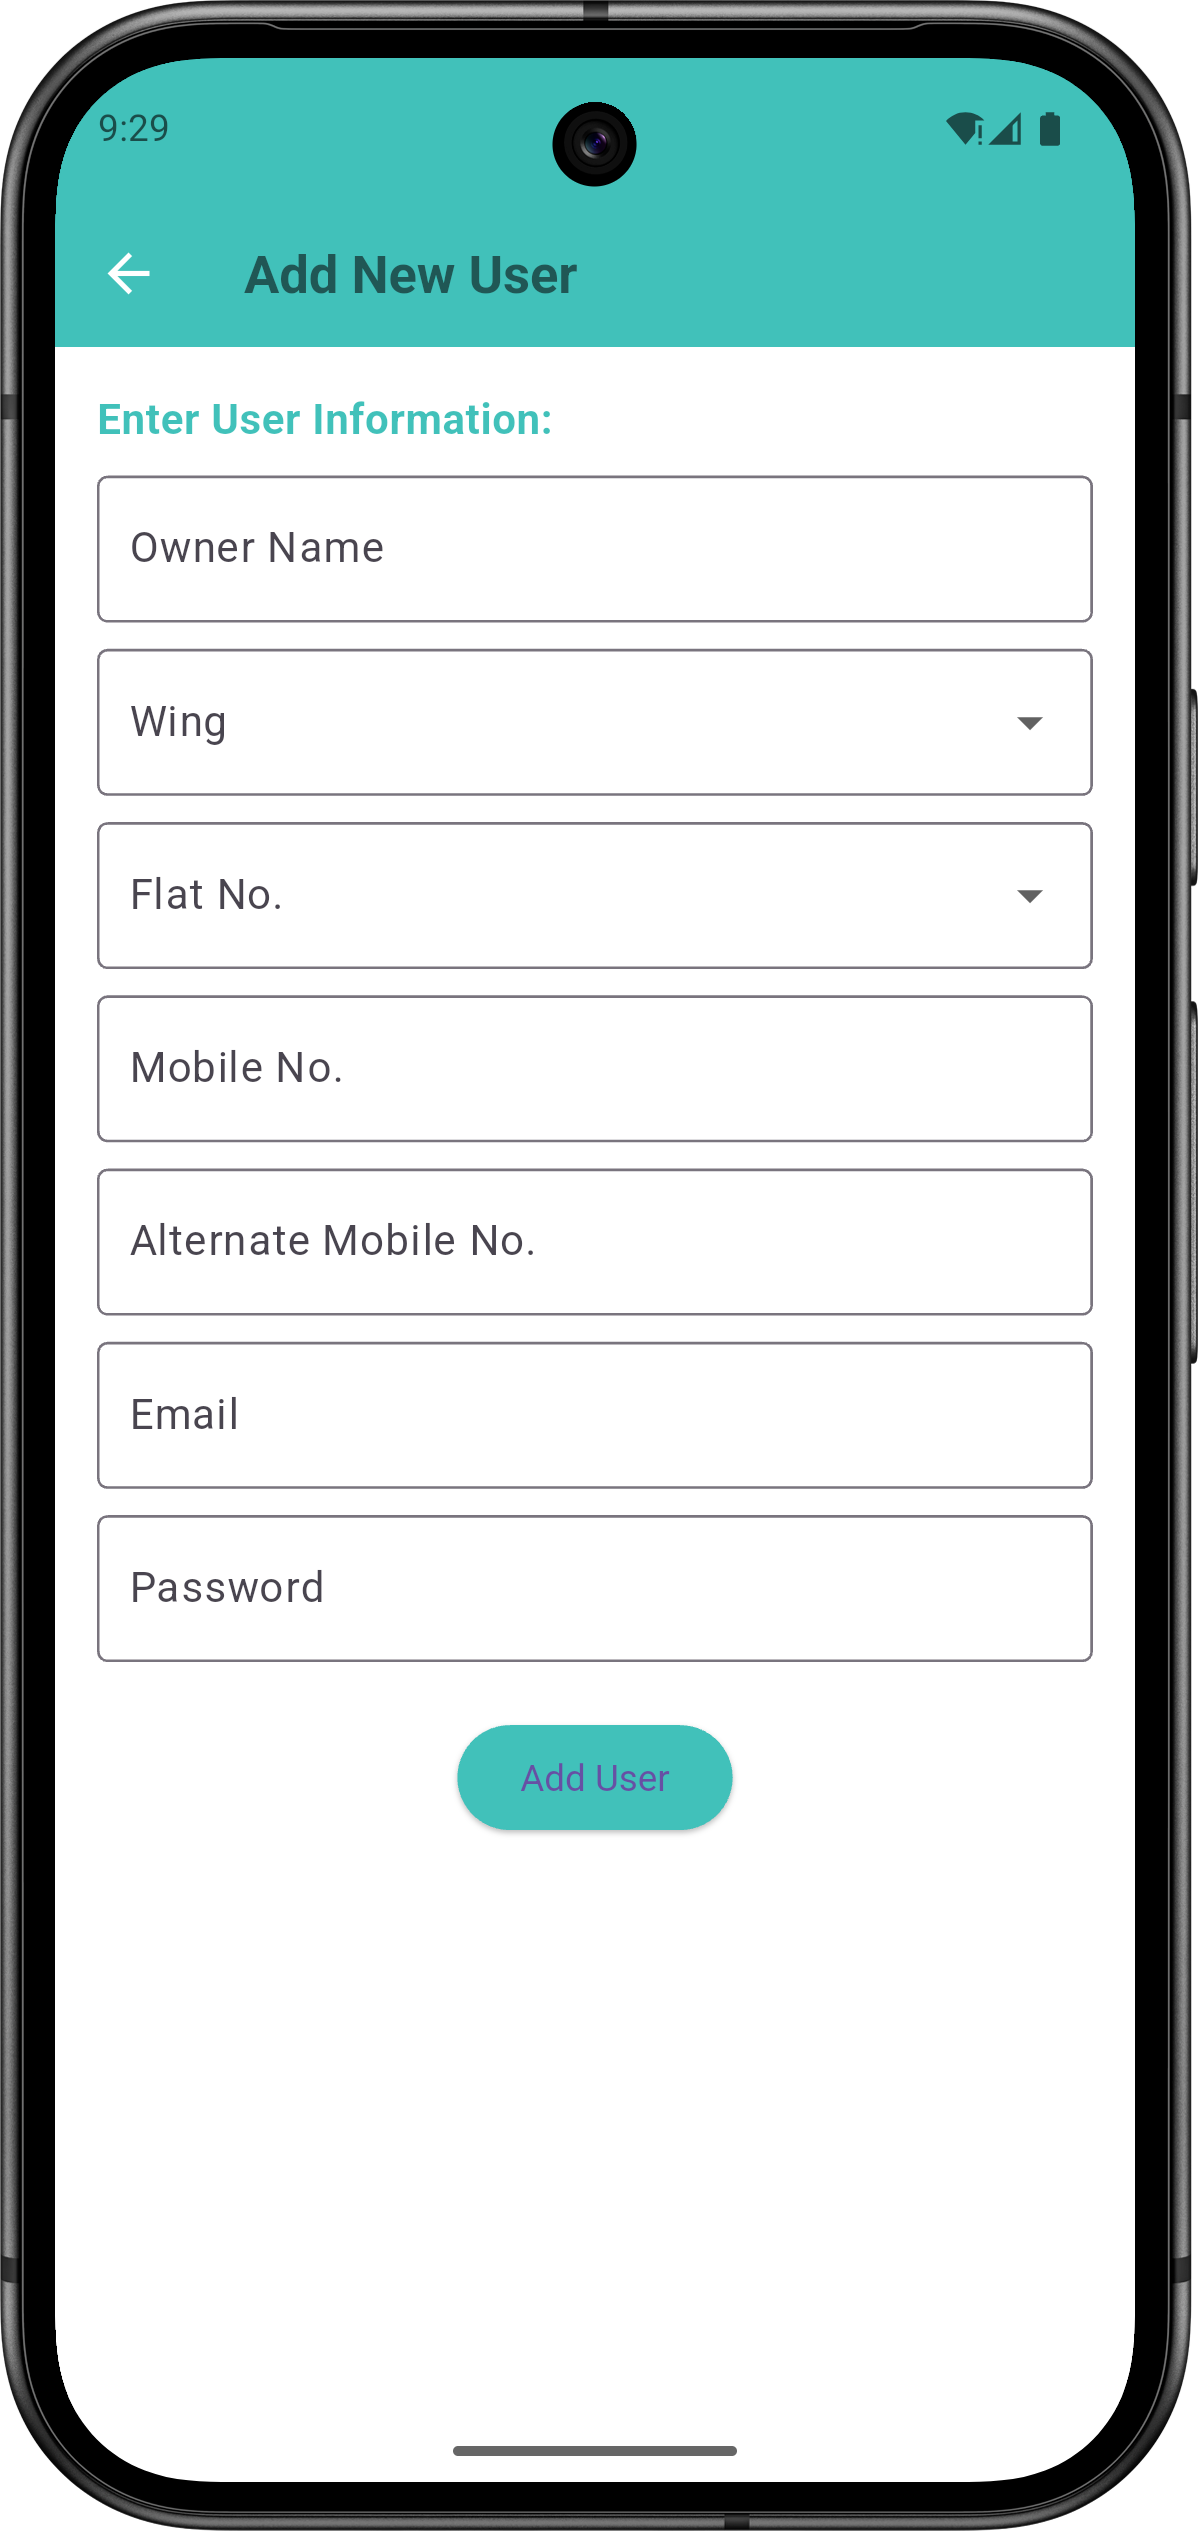 9:29
Add New User
Enter User Information:
Owner Name
Wing
Flat No.
Mobile No.
Alternate Mobile No.
Email
Password
Add User